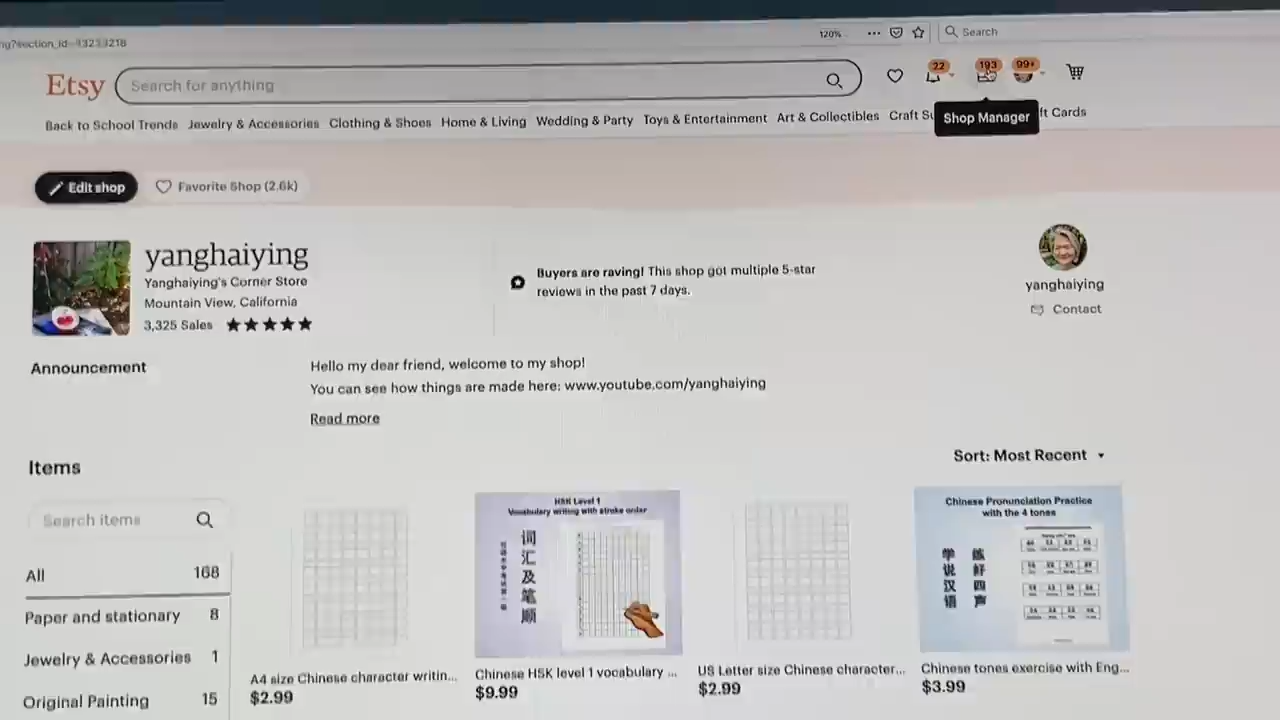 ng?section_id=43233218
120%
Search
Etsy
Search for anything
22
193
99+
Back to School Trends
Jewelry & Accessories
Clothing & Shoes
Home & Living
Wedding & Party
Toys & Entertainment
Art & Collectibles
Craft Su
Shop Manager
ft Cards
Edit shop
Favorite Shop (2.6k)
yanghaiying
Yanghaiying's Corner Store
Mountain View, California
3,325 Sales
Buyers are raving! This shop got multiple 5-star
reviews in the past 7 days.
yanghaiying
Contact
Announcement
Hello my dear friend, welcome to my shop!
You can see how things are made here: www.youtube.com/yanghaiying
Read more
Items
Sort: Most Recent
Search items
All 168
Paper and stationary 8
Jewelry & Accessories 1
Original Painting 15
HSK Level 1
Vocabulary writing with stroke order
词汇及笔顺
Chinese Pronunciation Practice
with the 4 tones
学说汉语
练好四声
A4 size Chinese character writin...
$2.99
Chinese HSK level 1 vocabulary ...
$9.99
US Letter size Chinese character...
$2.99
Chinese tones exercise with Eng...
$3.99